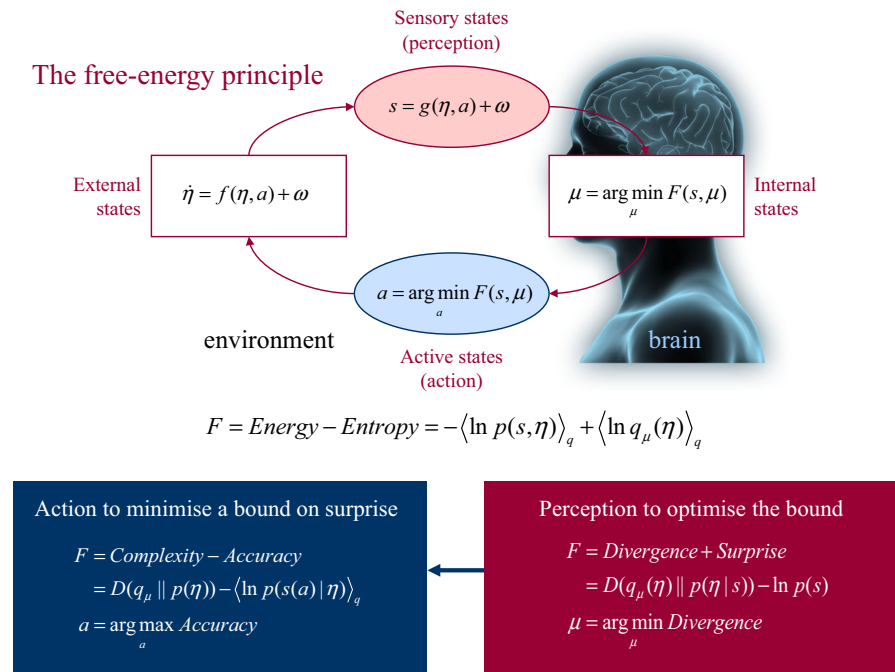 Sensory states
(perception)
The free-energy principle
s = g(η, a) + ω
External
states
η̇ = f(η, a) + ω
μ = arg min F(s, μ)
μ
Internal
states
a = arg min F(s, μ)
a
environment
brain
Active states
(action)
F = Energy − Entropy = −⟨ln p(s, η)⟩_q + ⟨ln q_μ(η)⟩_q
Action to minimise a bound on surprise
F = Complexity − Accuracy
= D(q_μ || p(η)) − ⟨ln p(s(a) | η)⟩_q
a = arg max Accuracy
a
Perception to optimise the bound
F = Divergence + Surprise
= D(q_μ(η) || p(η | s)) − ln p(s)
μ = arg min Divergence
μ